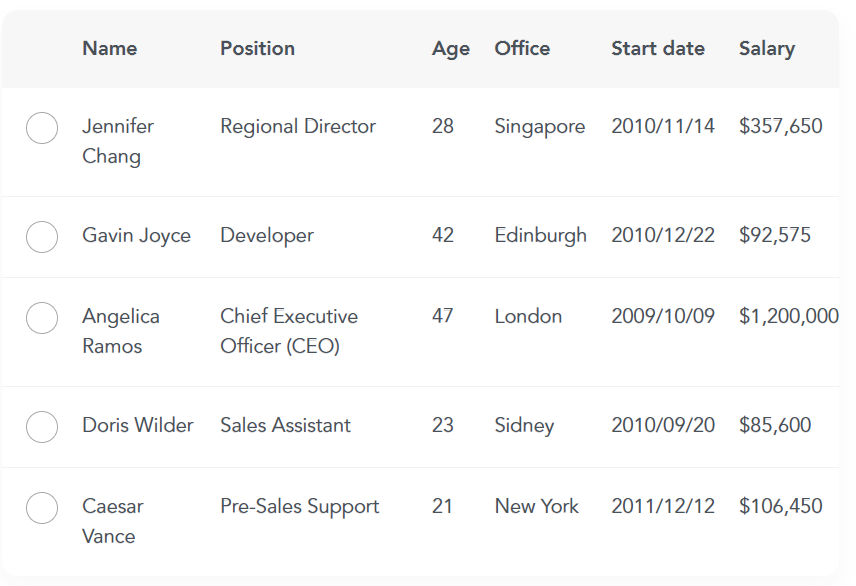 Name Position Age Office Start date Salary
Jennifer Regional Director 28 Singapore 2010/11/14 $357,650
Chang
Gavin Joyce Developer 42 Edinburgh 2010/12/22 $92,575
Angelica Chief Executive 47 London 2009/10/09 $1,200,000
Ramos Officer (CEO)
Doris Wilder Sales Assistant 23 Sidney 2010/09/20 $85,600
Caesar Pre-Sales Support 21 New York 2011/12/12 $106,450
Vance